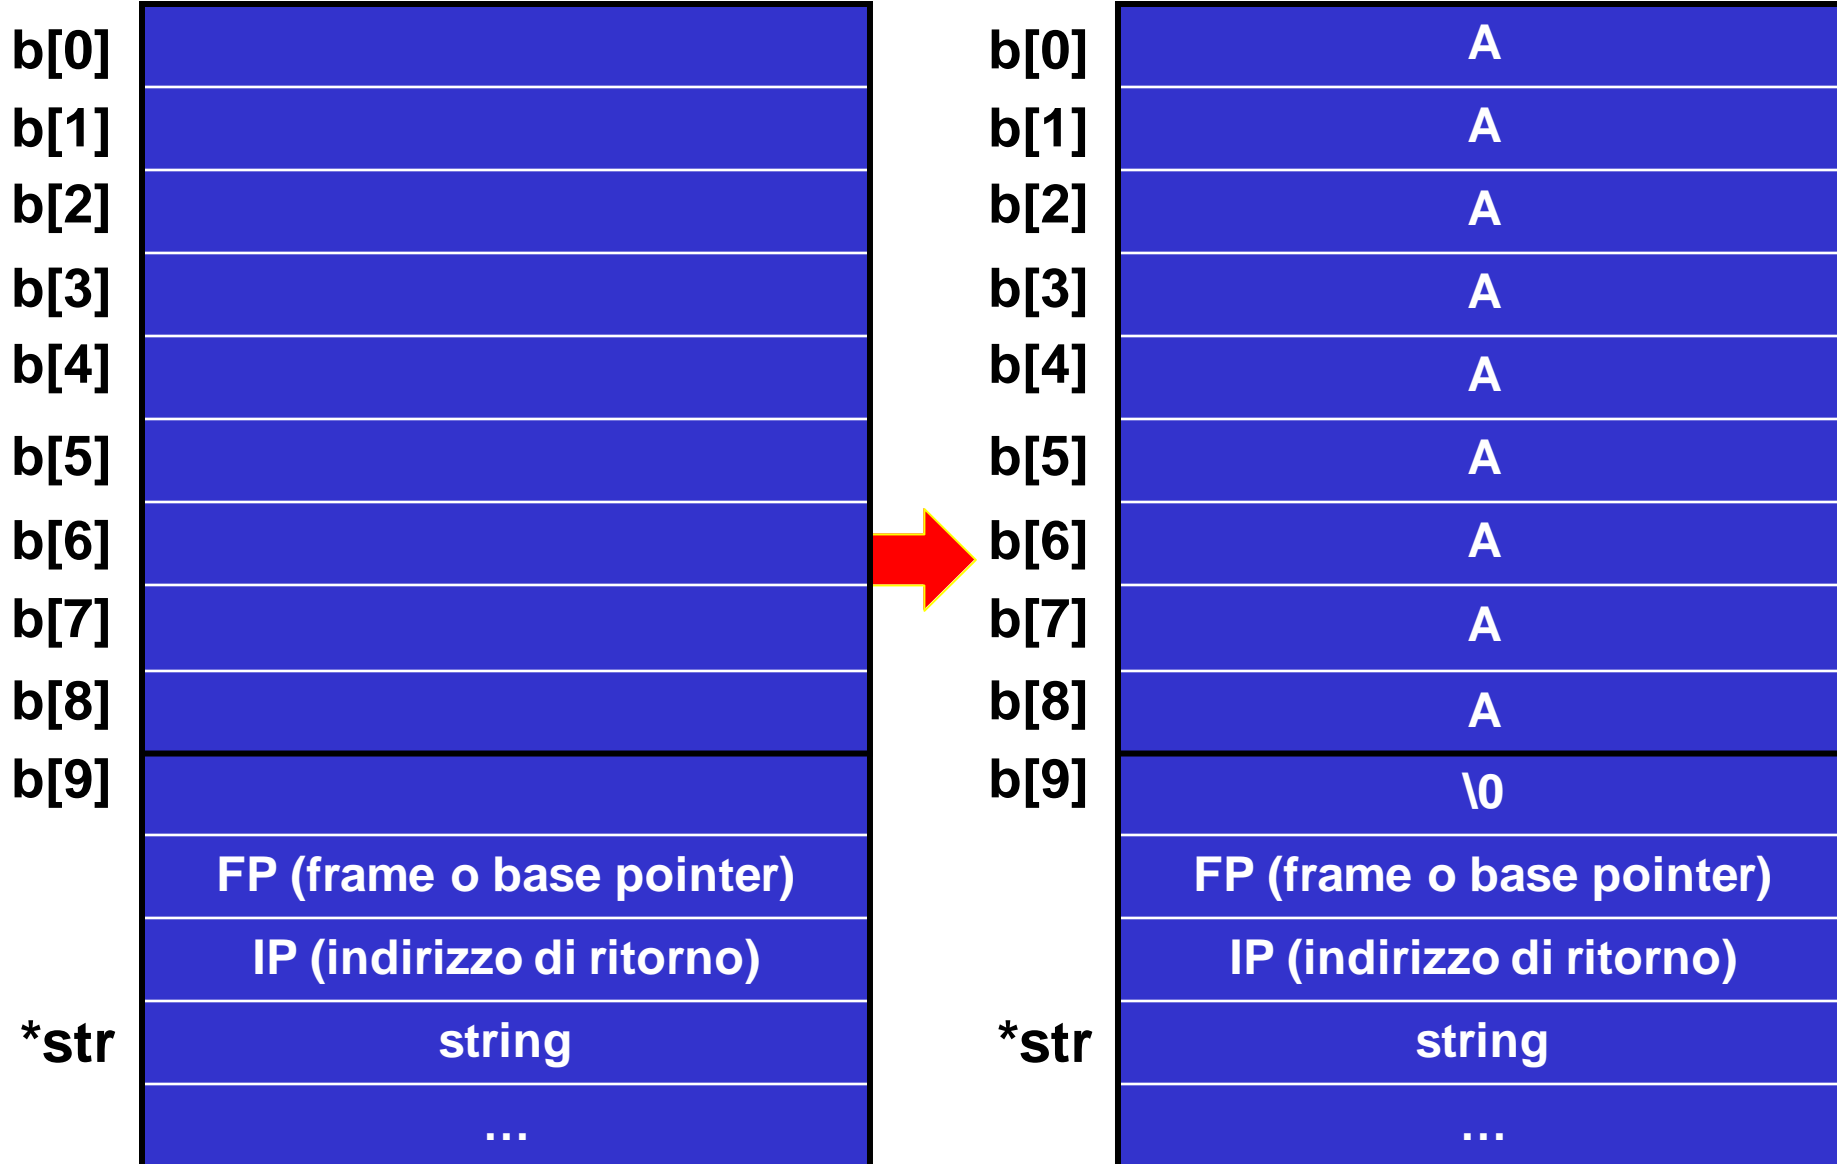 b[0]
b[1]
b[2]
b[3]
b[4]
b[5]
b[6]
b[7]
b[8]
b[9]
FP (frame o base pointer)
IP (indirizzo di ritorno)
*str string
…
b[0] A
b[1] A
b[2] A
b[3] A
b[4] A
b[5] A
b[6] A
b[7] A
b[8] A
b[9] \0
FP (frame o base pointer)
IP (indirizzo di ritorno)
*str string
…